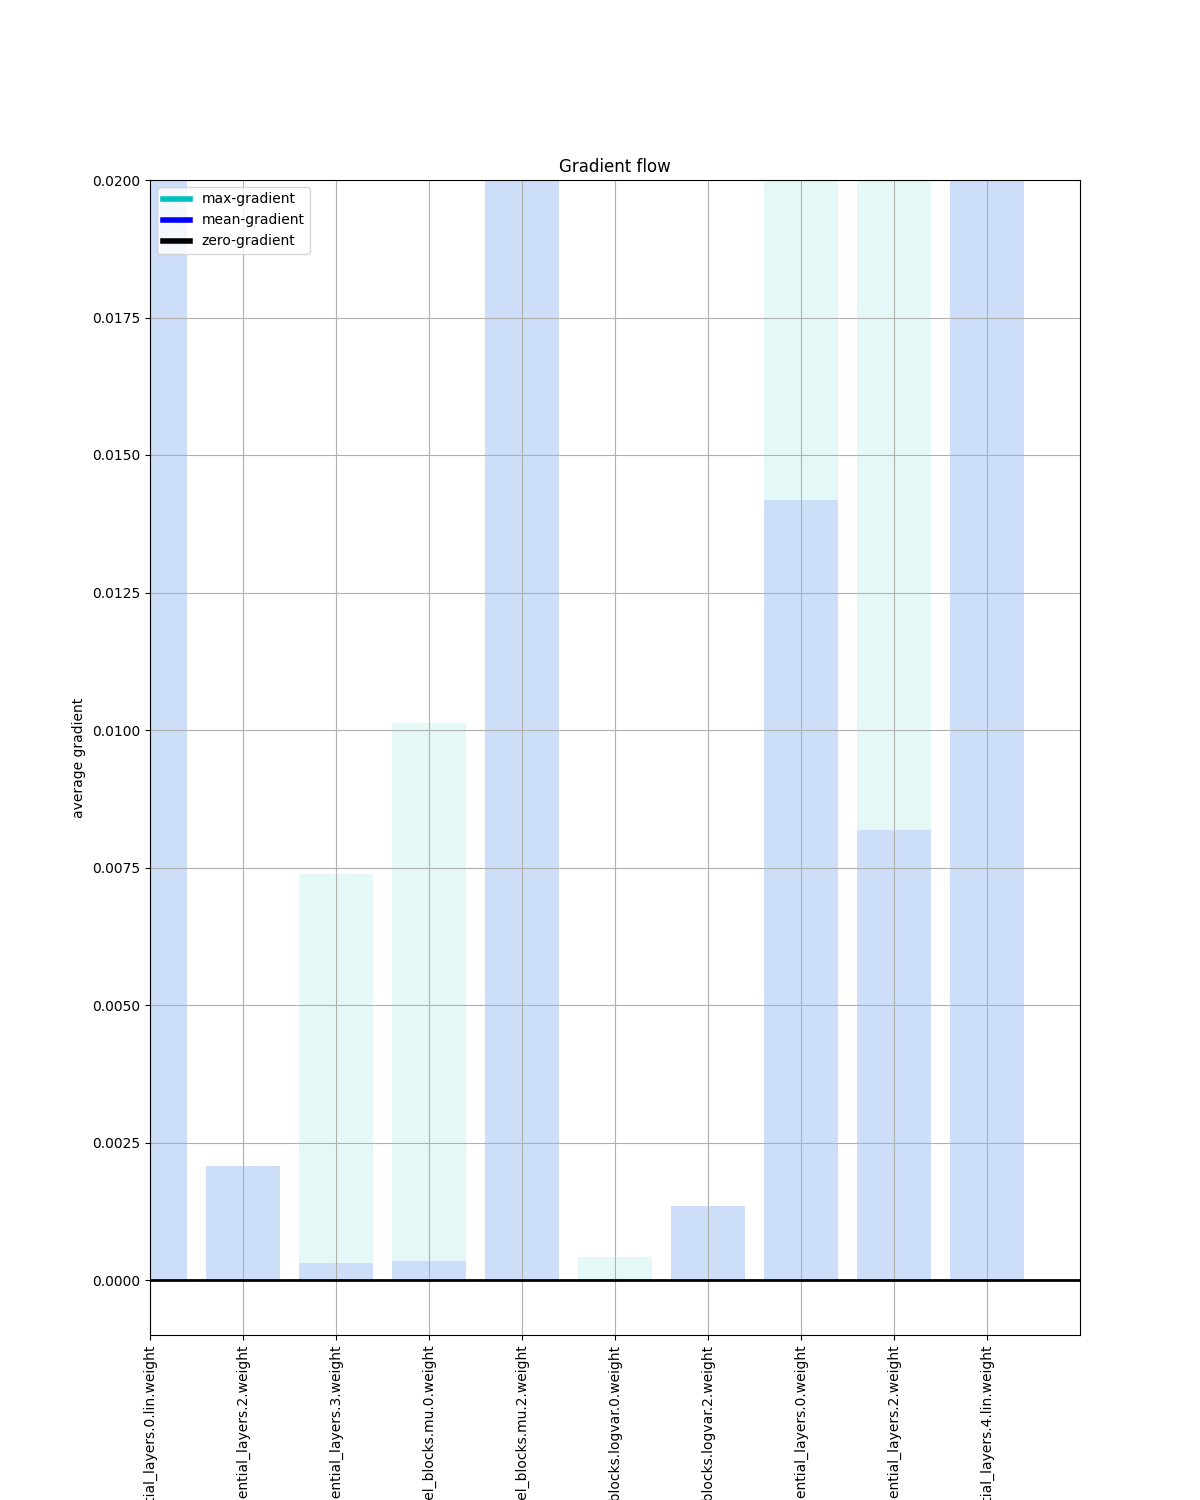 Gradient flow
max-gradient
mean-gradient
zero-gradient
0.0200
0.0175
0.0150
0.0125
0.0100
0.0075
0.0050
0.0025
0.0000
average gradient
tial_layers.0.lin.weight
ential_layers.2.weight
ential_layers.3.weight
el_blocks.mu.0.weight
el_blocks.mu.2.weight
blocks.logvar.0.weight
blocks.logvar.2.weight
ential_layers.0.weight
ential_layers.2.weight
tial_layers.4.lin.weight